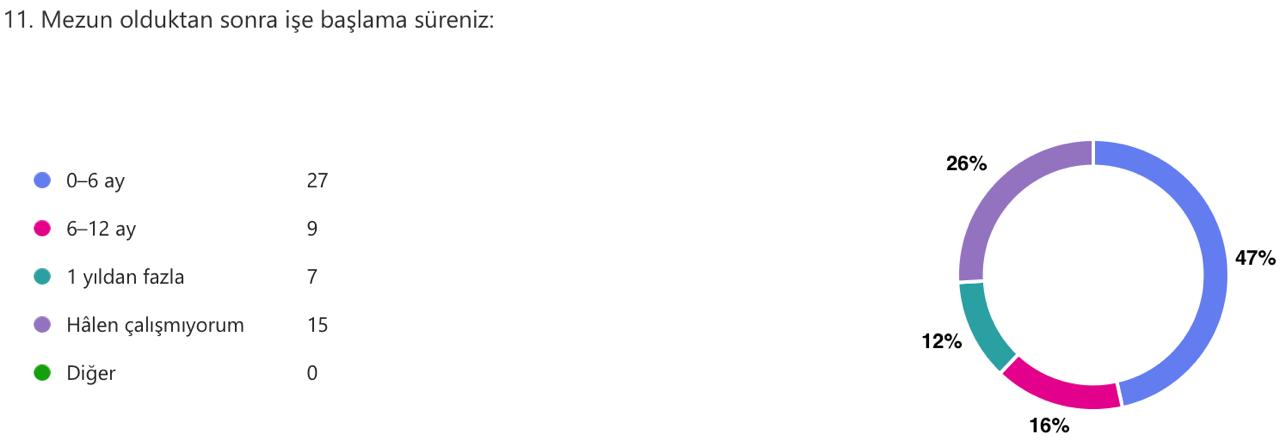 11. Mezun olduktan sonra işe başlama süreniz:
0–6 ay 27
6–12 ay 9
1 yıldan fazla 7
Hâlen çalışmıyorum 15
Diğer 0
26%
47%
12%
16%